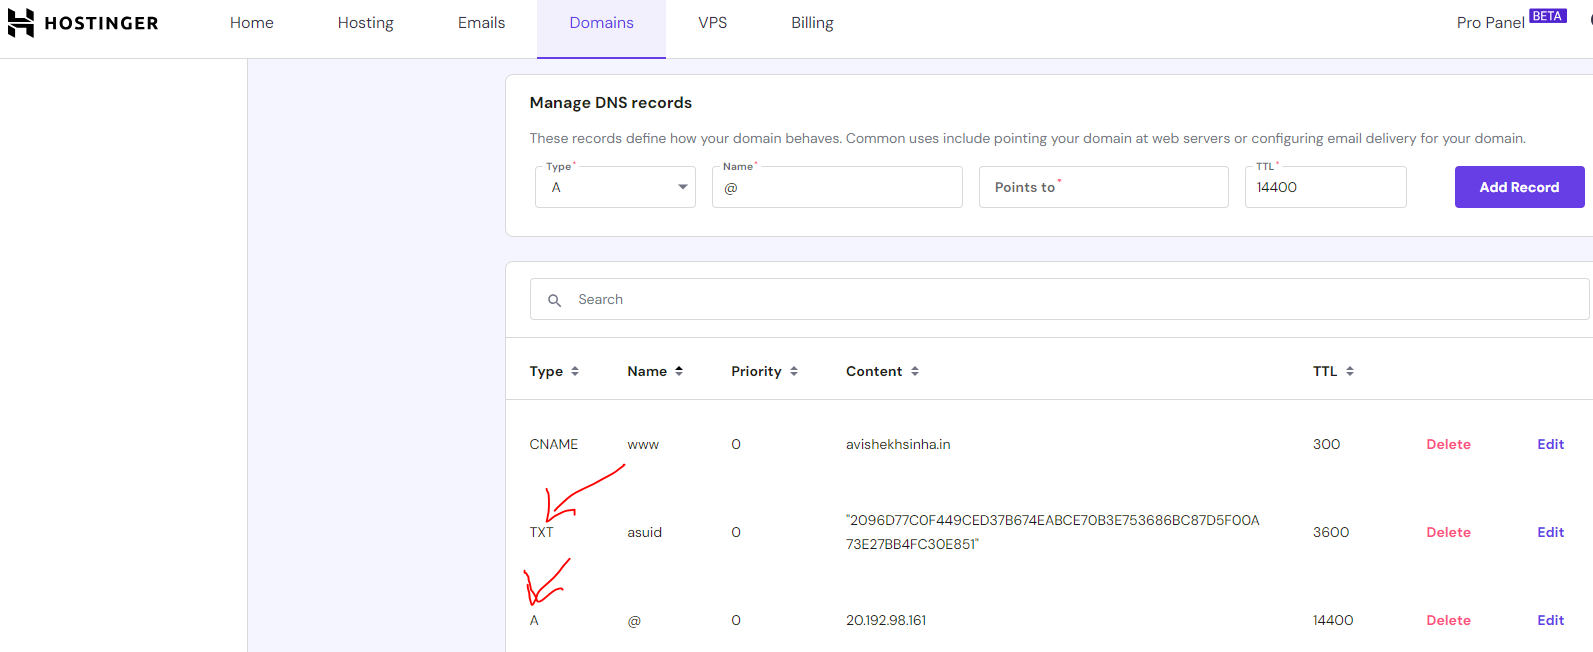 HOSTINGER Home Hosting Emails Domains VPS Billing Pro Panel BETA
Manage DNS records
These records define how your domain behaves. Common uses include pointing your domain at web servers or configuring email delivery for your domain.
Type* Name* TTL*
A @ Points to* 14400 Add Record
Search
Type Name Priority Content TTL
CNAME www 0 avishekhsinha.in 300 Delete Edit
TXT asuid 0 "2096D77C0F449CED37B674EABCE70B3E753686BC87D5F00A
73E27BB4FC30E851" 3600 Delete Edit
A @ 0 20.192.98.161 14400 Delete Edit